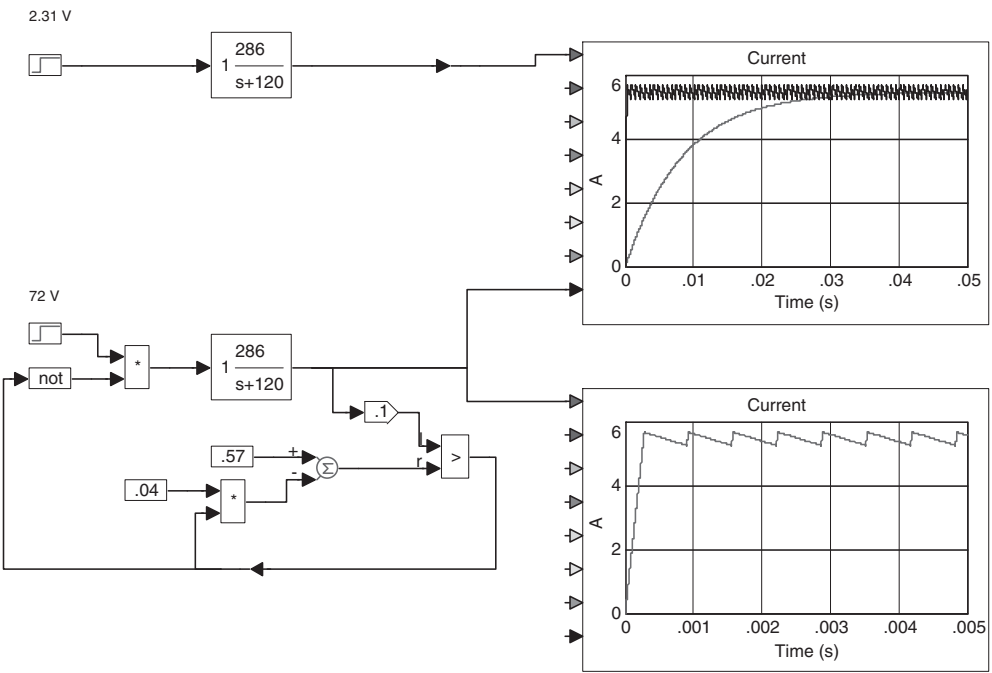 2.31 V
286
1
s+120
Current
6
4
2
0
A
0 .01 .02 .03 .04 .05
Time (s)
72 V
not
*
286
1
s+120
.1
l
r
>
.57
+
-
Σ
.04
*
Current
6
4
2
0
A
0 .001 .002 .003 .004 .005
Time (s)